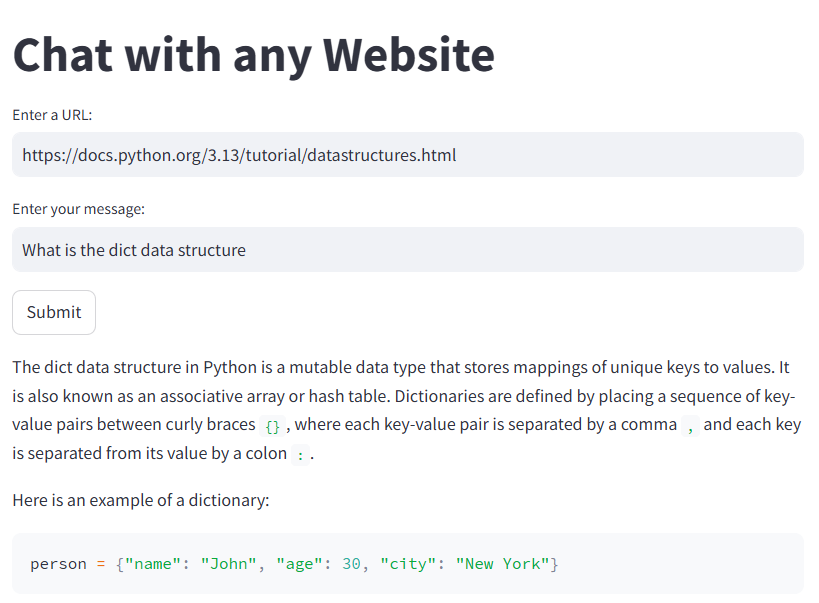 Chat with any Website
Enter a URL:
https://docs.python.org/3.13/tutorial/datastructures.html
Enter your message:
What is the dict data structure
Submit
The dict data structure in Python is a mutable data type that stores mappings of unique keys to values. It
is also known as an associative array or hash table. Dictionaries are defined by placing a sequence of key-
value pairs between curly braces {} , where each key-value pair is separated by a comma , and each key
is separated from its value by a colon : .
Here is an example of a dictionary:
person = {"name": "John", "age": 30, "city": "New York"}